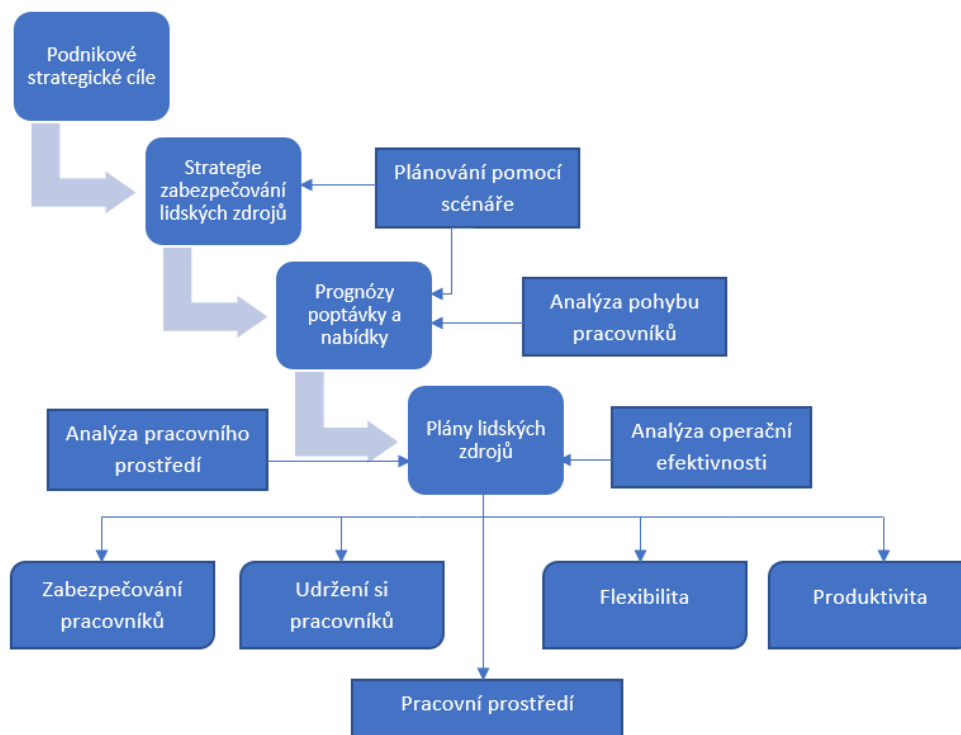 Podnikové
strategické cíle
Strategie
zabezpečování
lidských zdrojů
Plánování pomocí
scénáře
Prognózy
poptávky a
nabídky
Analýza pohybu
pracovníků
Analýza pracovního
prostředí
Plány lidských
zdrojů
Analýza operační
efektivnosti
Zabezpečování
pracovníků
Udržení si
pracovníků
Flexibilita
Produktivita
Pracovní prostředí